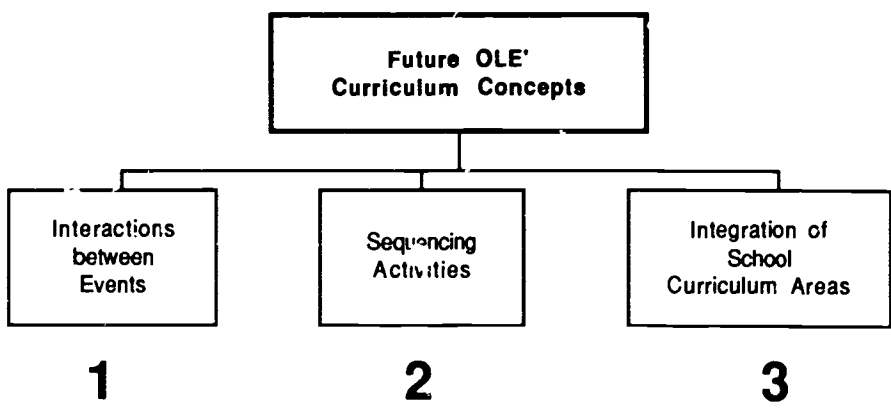 Future OLE'
Curriculum Concepts
Interactions
between
Events
Sequencing
Activities
Integration of
School
Curriculum Areas
1
2
3